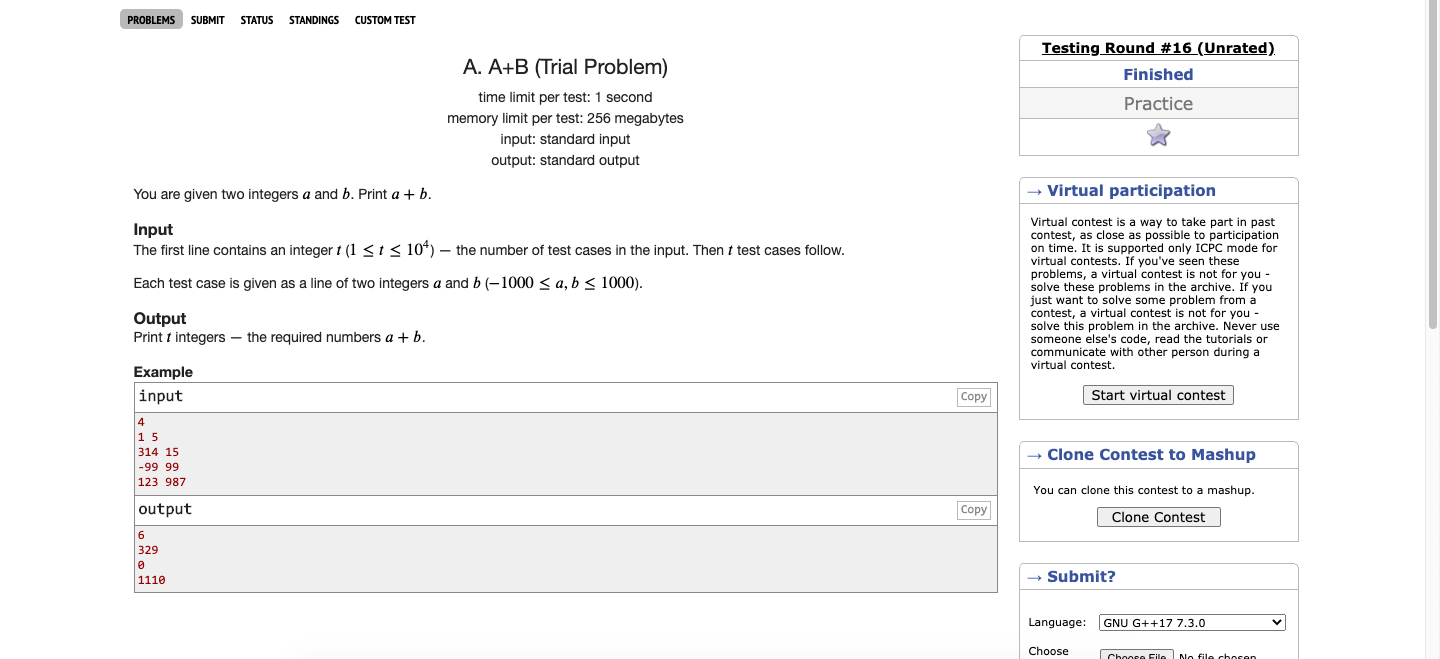 PROBLEMS SUBMIT STATUS STANDINGS CUSTOM TEST
A. A+B (Trial Problem)
time limit per test: 1 second
memory limit per test: 256 megabytes
input: standard input
output: standard output
You are given two integers a and b. Print a + b.
Input
The first line contains an integer t (1 ≤ t ≤ 10⁴) — the number of test cases in the input. Then t test cases follow.
Each test case is given as a line of two integers a and b (−1000 ≤ a, b ≤ 1000).
Output
Print t integers — the required numbers a + b.
Example
input Copy
4
1 5
314 15
-99 99
123 987
output Copy
6
329
0
1110
Testing Round #16 (Unrated)
Finished
Practice
→ Virtual participation
Virtual contest is a way to take part in past
contest, as close as possible to participation
on time. It is supported only ICPC mode for
virtual contests. If you've seen these
problems, a virtual contest is not for you -
solve these problems in the archive. If you
just want to solve some problem from a
contest, a virtual contest is not for you -
solve this problem in the archive. Never use
someone else's code, read the tutorials or
communicate with other person during a
virtual contest.
Start virtual contest
→ Clone Contest to Mashup
You can clone this contest to a mashup.
Clone Contest
→ Submit?
Language: GNU G++17 7.3.0
Choose
Choose File No file chosen